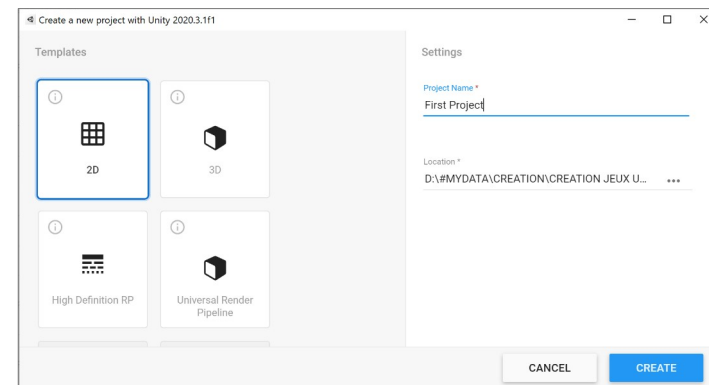 Create a new project with Unity 2020.3.1f1
Templates
Settings
2D
3D
High Definition RP
Universal Render
Pipeline
Project Name *
First Project
Location *
D:\#MYDATA\CREATION\CREATION JEUX U...
CANCEL
CREATE